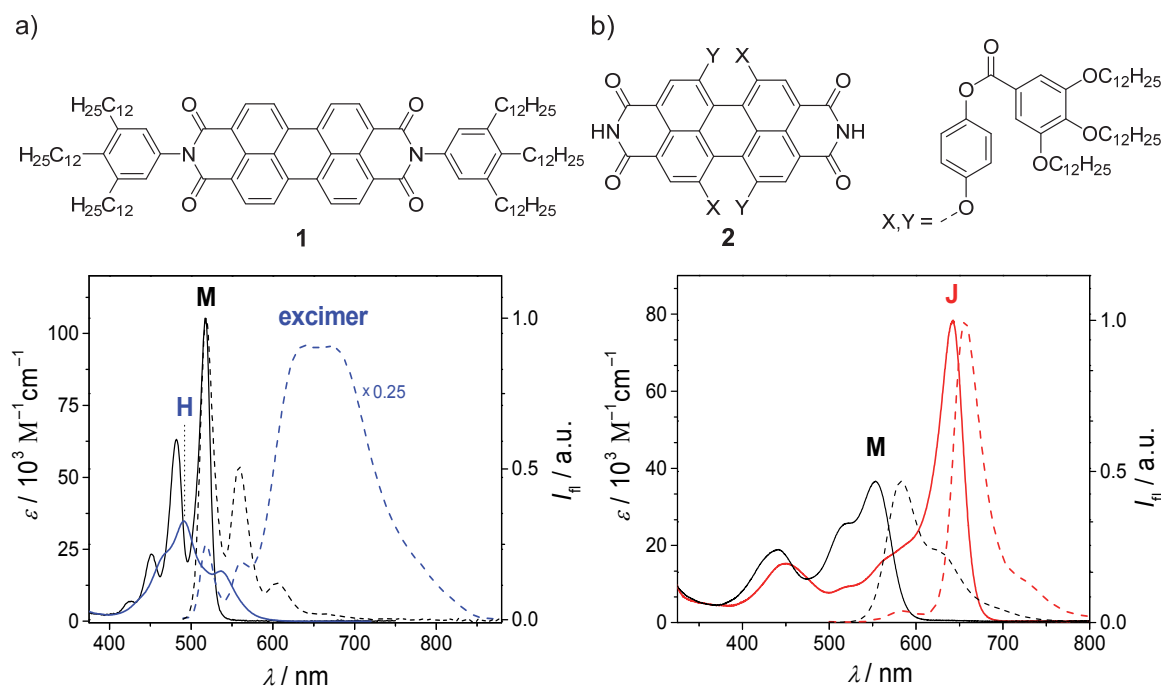 a)
H25C12
H25C12
H25C12
O
O
N
N
O
O
C12H25
C12H25
C12H25
1
M
H
excimer
× 0.25
100
75
50
25
0
ε / 10³ M⁻¹cm⁻¹
1.0
0.5
0.0
Ifl / a.u.
400 500 600 700 800
λ / nm
b)
Y X
O
O
HN
NH
O
O
X Y
2
O
O
OC12H25
OC12H25
OC12H25
X,Y =
O
M
J
80
60
40
20
0
ε / 10³ M⁻¹cm⁻¹
1.0
0.5
0.0
Ifl / a.u.
400 500 600 700 800
λ / nm